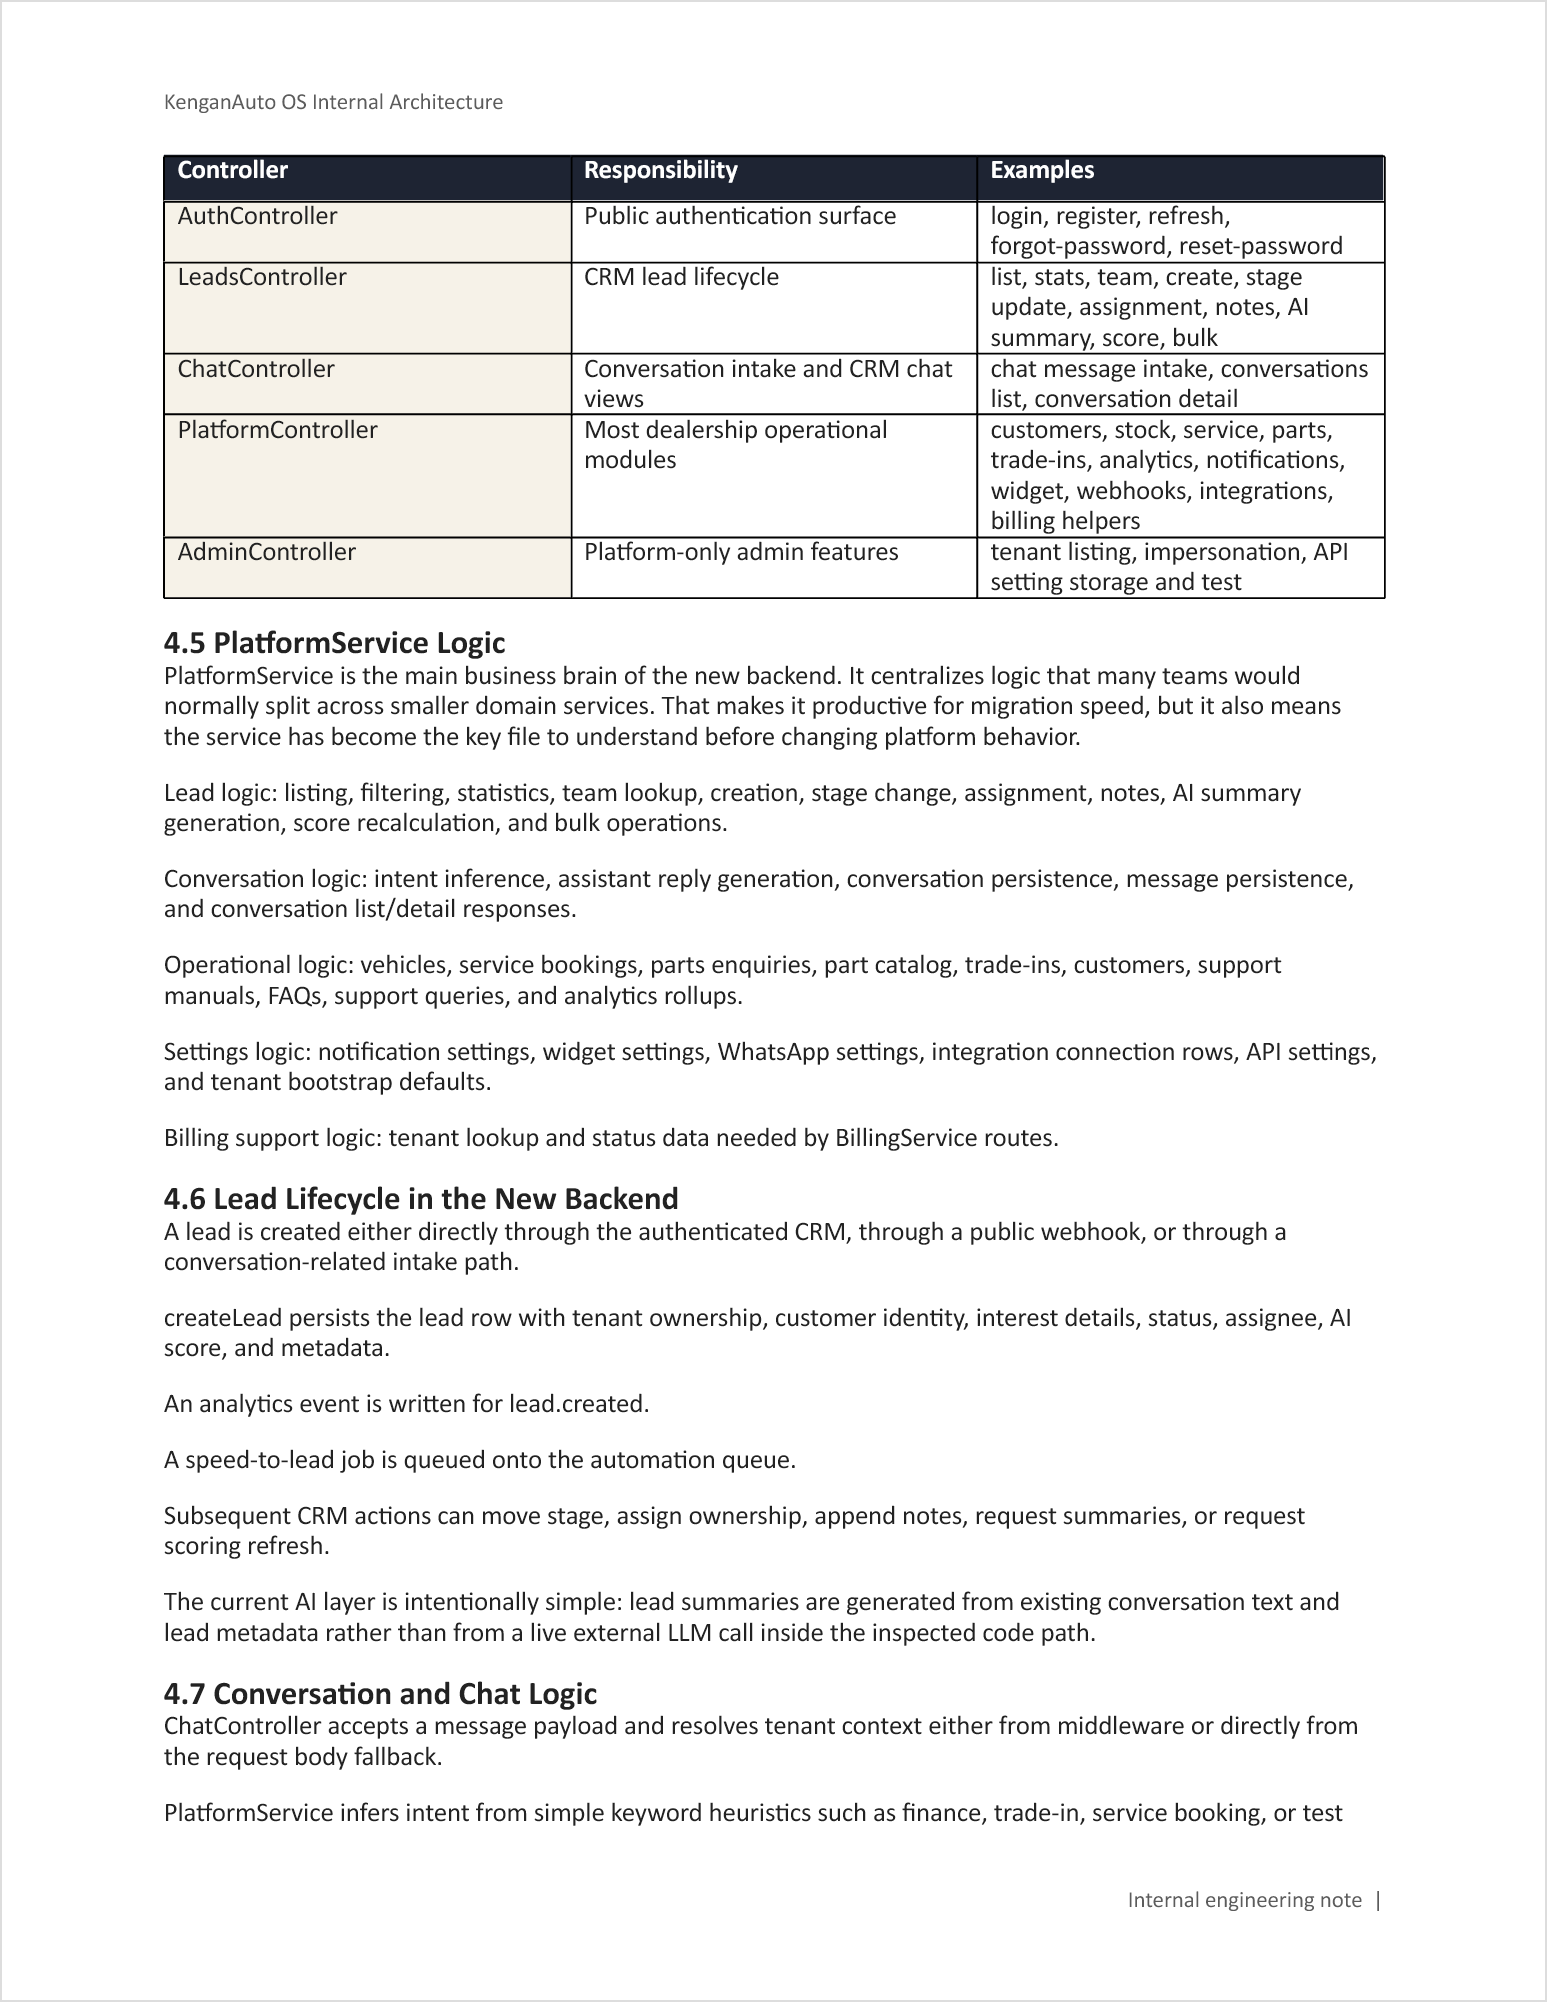 KenganAuto OS Internal Architecture
Controller
Responsibility
Examples
AuthController
Public authentication surface
login, register, refresh,
forgot-password, reset-password
LeadsController
CRM lead lifecycle
list, stats, team, create, stage
update, assignment, notes, AI
summary, score, bulk
ChatController
Conversation intake and CRM chat
views
chat message intake, conversations
list, conversation detail
PlatformController
Most dealership operational
modules
customers, stock, service, parts,
trade-ins, analytics, notifications,
widget, webhooks, integrations,
billing helpers
AdminController
Platform-only admin features
tenant listing, impersonation, API
setting storage and test
4.5 PlatformService Logic
PlatformService is the main business brain of the new backend. It centralizes logic that many teams would
normally split across smaller domain services. That makes it productive for migration speed, but it also means
the service has become the key file to understand before changing platform behavior.
Lead logic: listing, filtering, statistics, team lookup, creation, stage change, assignment, notes, AI summary
generation, score recalculation, and bulk operations.
Conversation logic: intent inference, assistant reply generation, conversation persistence, message persistence,
and conversation list/detail responses.
Operational logic: vehicles, service bookings, parts enquiries, part catalog, trade-ins, customers, support
manuals, FAQs, support queries, and analytics rollups.
Settings logic: notification settings, widget settings, WhatsApp settings, integration connection rows, API settings,
and tenant bootstrap defaults.
Billing support logic: tenant lookup and status data needed by BillingService routes.
4.6 Lead Lifecycle in the New Backend
A lead is created either directly through the authenticated CRM, through a public webhook, or through a
conversation-related intake path.
createLead persists the lead row with tenant ownership, customer identity, interest details, status, assignee, AI
score, and metadata.
An analytics event is written for lead.created.
A speed-to-lead job is queued onto the automation queue.
Subsequent CRM actions can move stage, assign ownership, append notes, request summaries, or request
scoring refresh.
The current AI layer is intentionally simple: lead summaries are generated from existing conversation text and
lead metadata rather than from a live external LLM call inside the inspected code path.
4.7 Conversation and Chat Logic
ChatController accepts a message payload and resolves tenant context either from middleware or directly from
the request body fallback.
PlatformService infers intent from simple keyword heuristics such as finance, trade-in, service booking, or test
Internal engineering note |